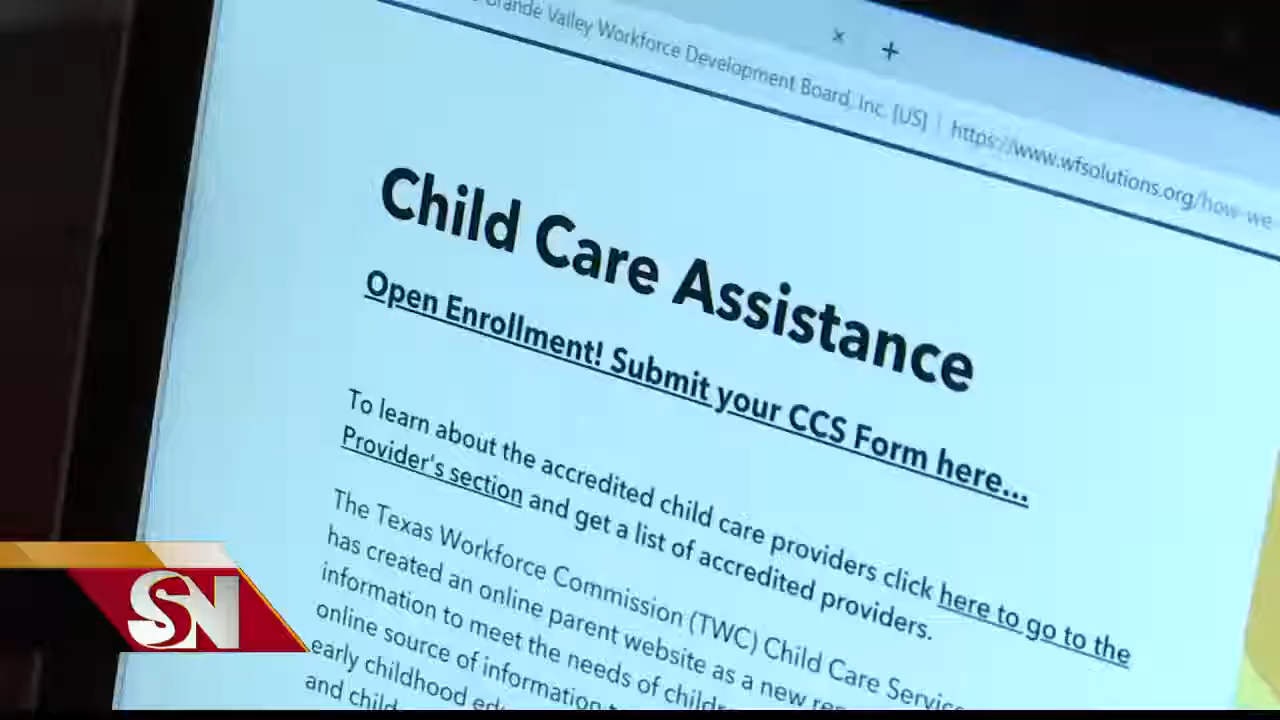 × +
Grande Valley Workforce Development Board, Inc. [US] | https://www.wfsolutions.org/how-we-
Child Care Assistance
Open Enrollment! Submit your CCS Form here...
To learn about the accredited child care providers click here to go to the
Provider's section and get a list of accredited providers.
The Texas Workforce Commission (TWC) Child Care
has created an online parent website as a new
information to meet the needs of
online source of information
early childhood
and child
SN